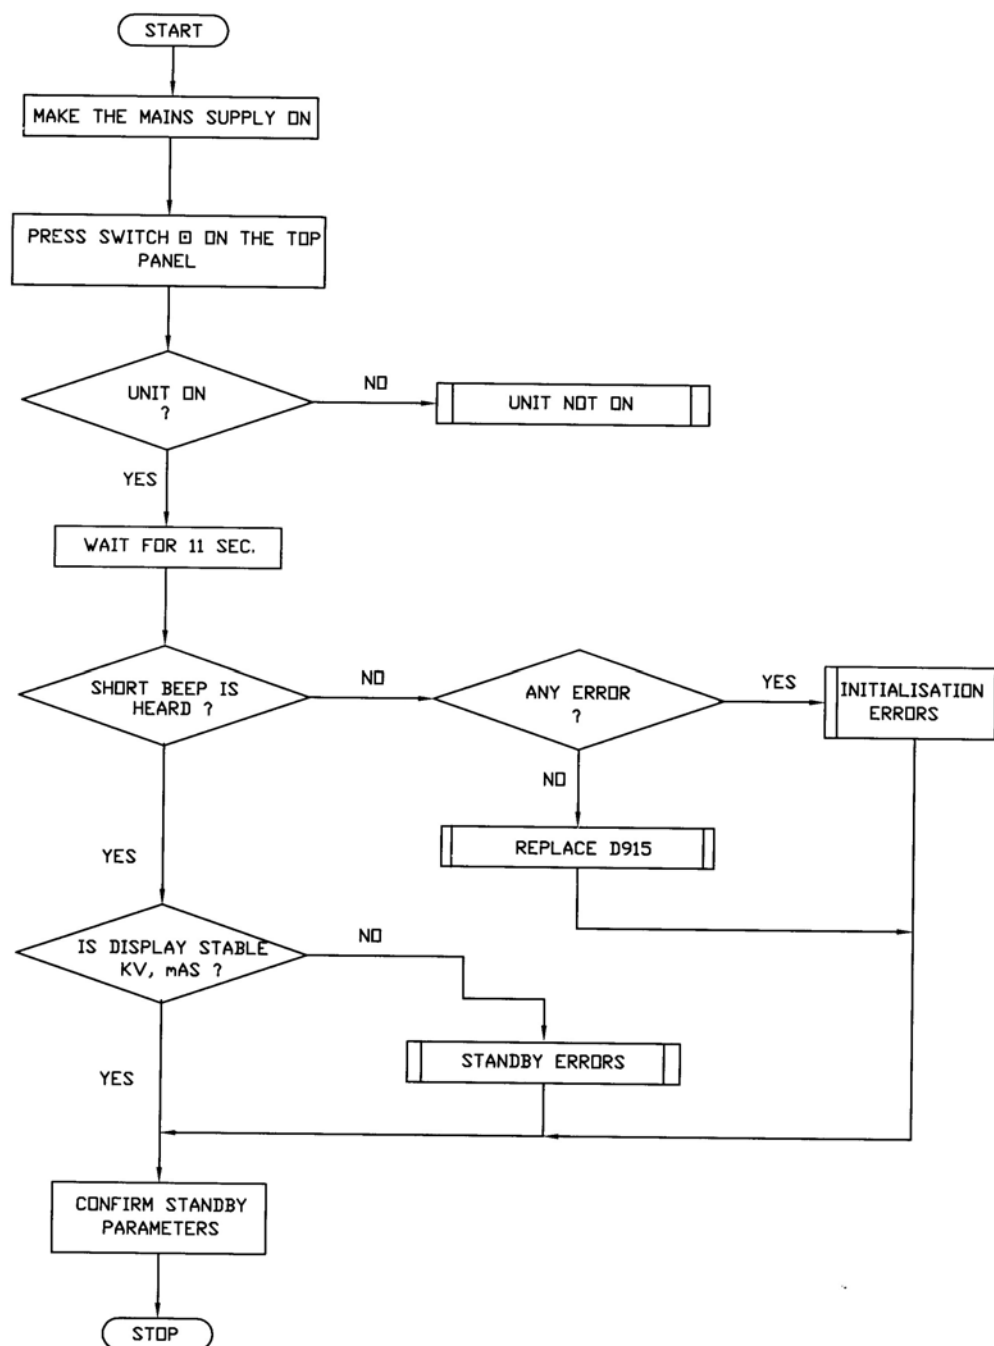 START
MAKE THE MAINS SUPPLY ON
PRESS SWITCH ⊡ ON THE TOP
PANEL
UNIT ON
?
NO
UNIT NOT ON
YES
WAIT FOR 11 SEC.
SHORT BEEP IS
HEARD ?
NO
ANY ERROR
?
YES
INITIALISATION
ERRORS
NO
REPLACE D915
YES
IS DISPLAY STABLE
KV, mAS ?
NO
STANDBY ERRORS
YES
CONFIRM STANDBY
PARAMETERS
STOP